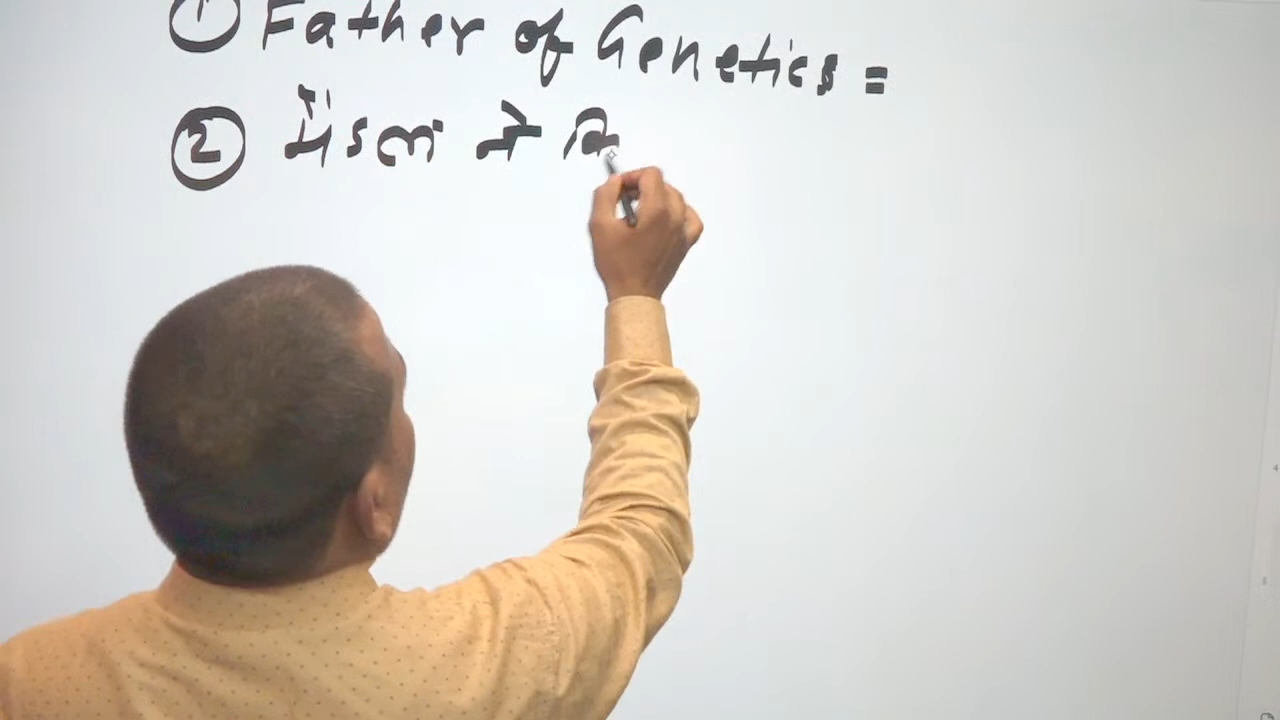 ① Father of Genetics =
② मेंडल ने कि